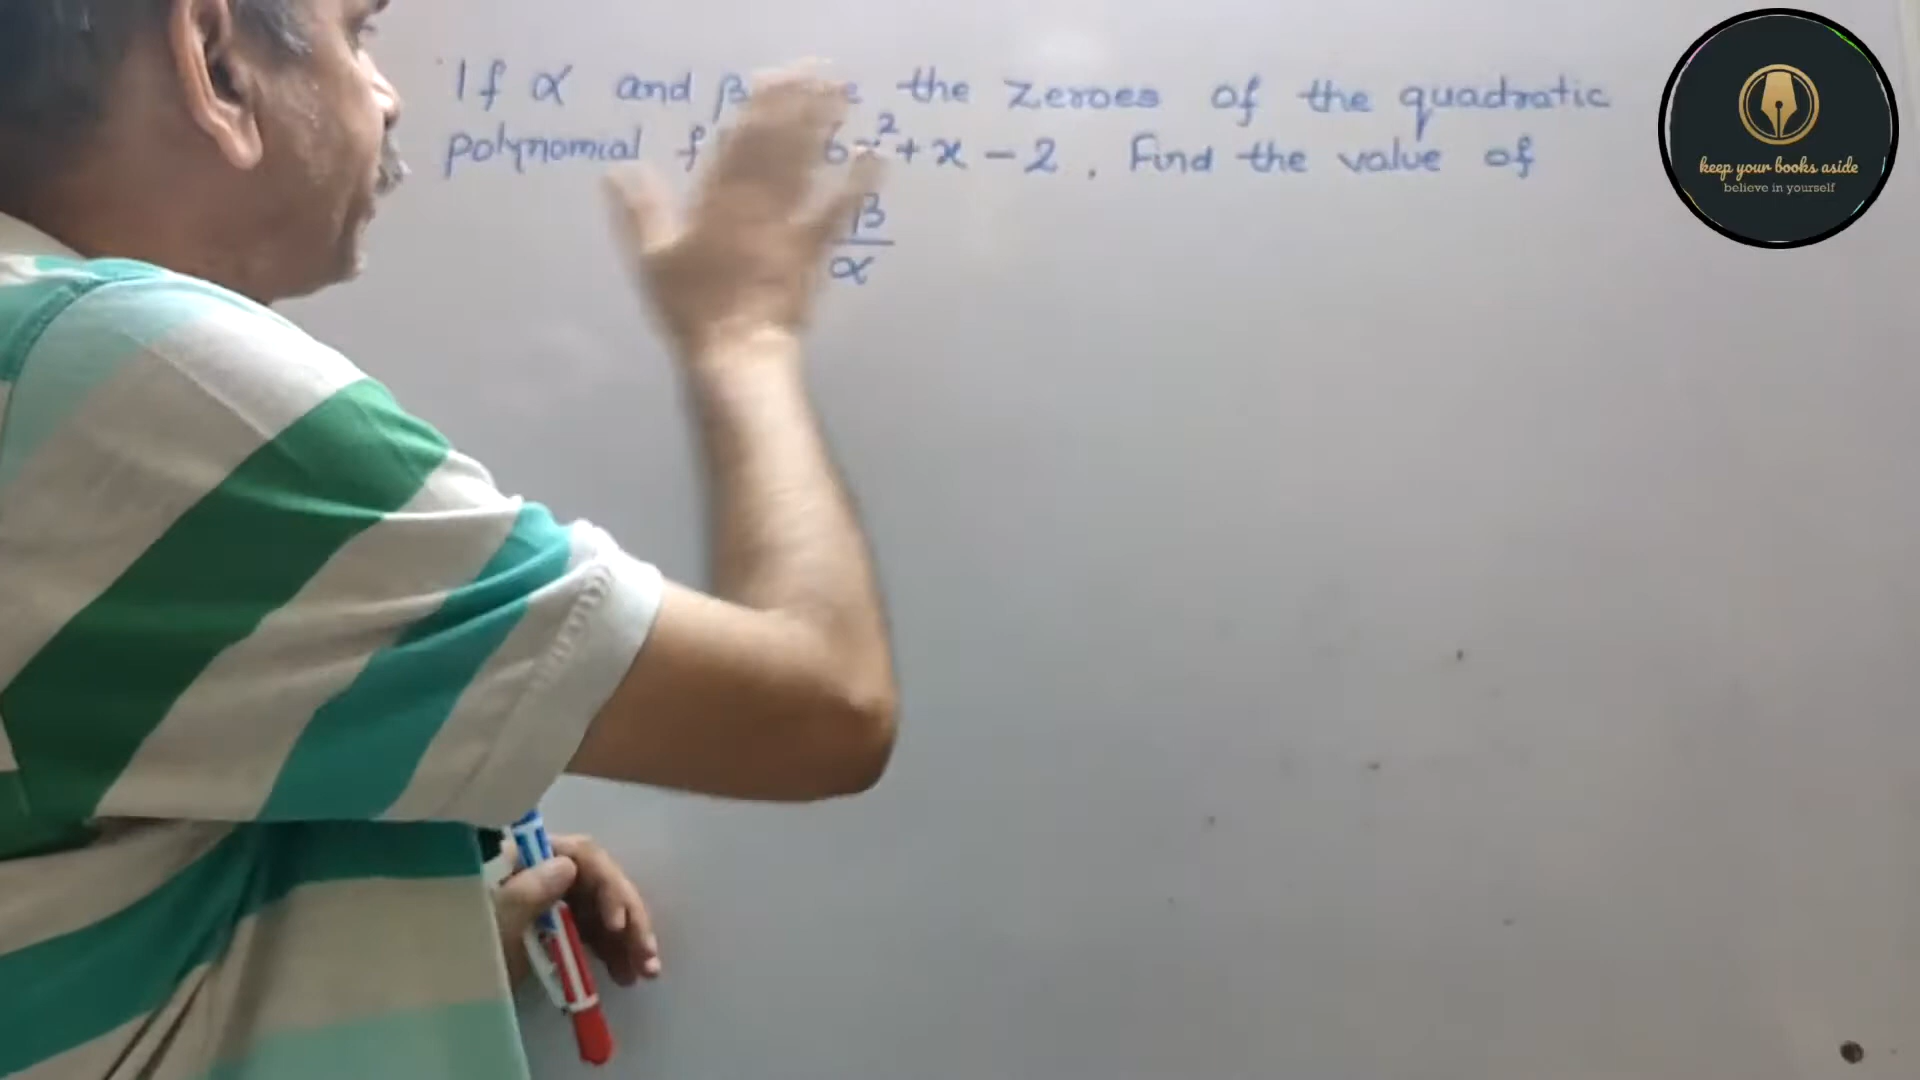 If α and β the zeroes of the quadratic
polynomial f 6x²+x-2. Find the value of
β
α
keep your books aside
believe in yourself